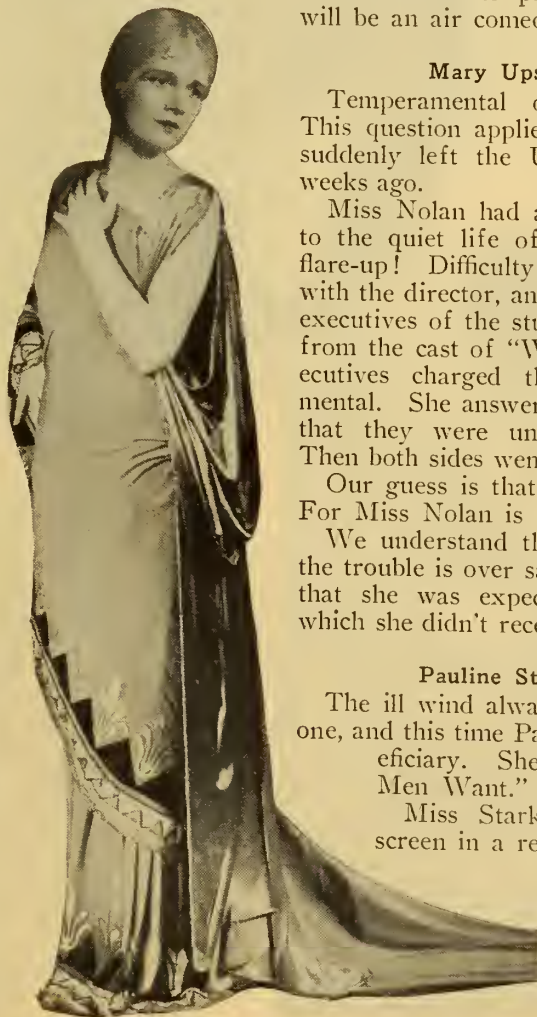 will be an air comed
Mary Ups
Temperamental o
This question applie
suddenly left the U
weeks ago.
Miss Nolan had a
to the quiet life of
flare-up! Difficulty
with the director, an
executives of the stu
from the cast of "W
ecutives charged th
mental. She answer
that they were un
Then both sides wen
Our guess is that
For Miss Nolan is
We understand th
the trouble is over sa
that she was expec
which she didn't rece
Pauline St
The ill wind alwa
one, and this time Pa
eficiary. She
Men Want."
Miss Stark
screen in a re